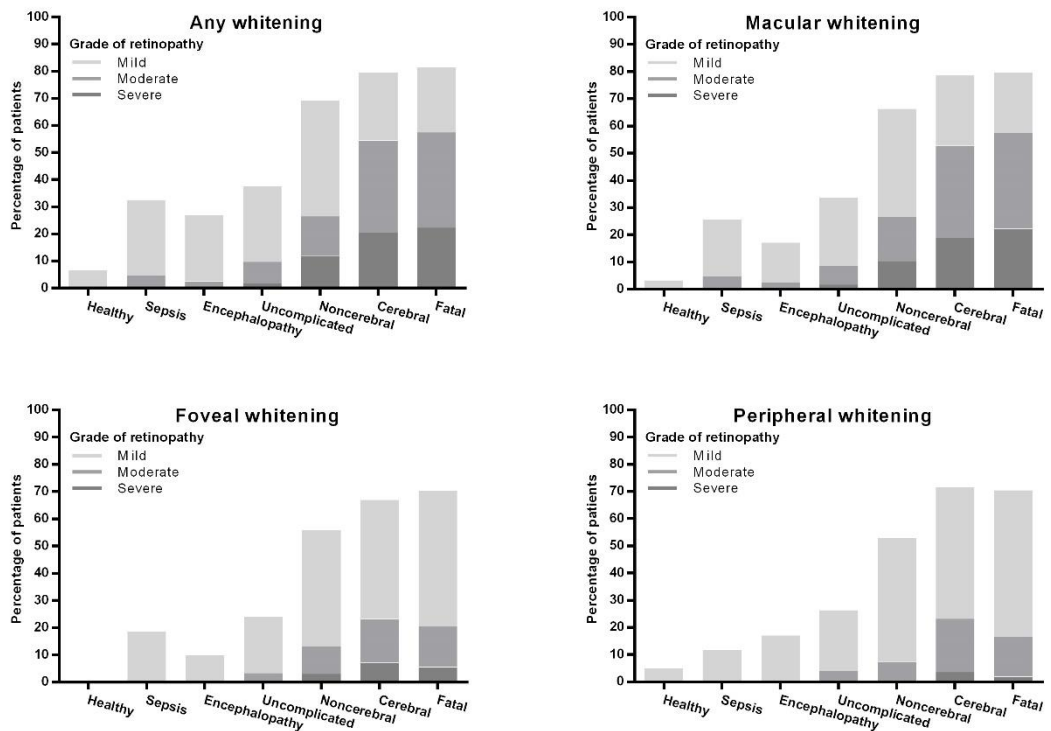 Any whitening
Grade of retinopathy
Mild
Moderate
Severe
Percentage of patients
100
90
80
70
60
50
40
30
20
10
0
Healthy
Sepsis
Encephalopathy
Uncomplicated
Noncerebral
Cerebral
Fatal
Macular whitening
Grade of retinopathy
Mild
Moderate
Severe
Percentage of patients
100
90
80
70
60
50
40
30
20
10
0
Healthy
Sepsis
Encephalopathy
Uncomplicated
Noncerebral
Cerebral
Fatal
Foveal whitening
Grade of retinopathy
Mild
Moderate
Severe
Percentage of patients
100
90
80
70
60
50
40
30
20
10
0
Healthy
Sepsis
Encephalopathy
Uncomplicated
Noncerebral
Cerebral
Fatal
Peripheral whitening
Grade of retinopathy
Mild
Moderate
Severe
Percentage of patients
100
90
80
70
60
50
40
30
20
10
0
Healthy
Sepsis
Encephalopathy
Uncomplicated
Noncerebral
Cerebral
Fatal